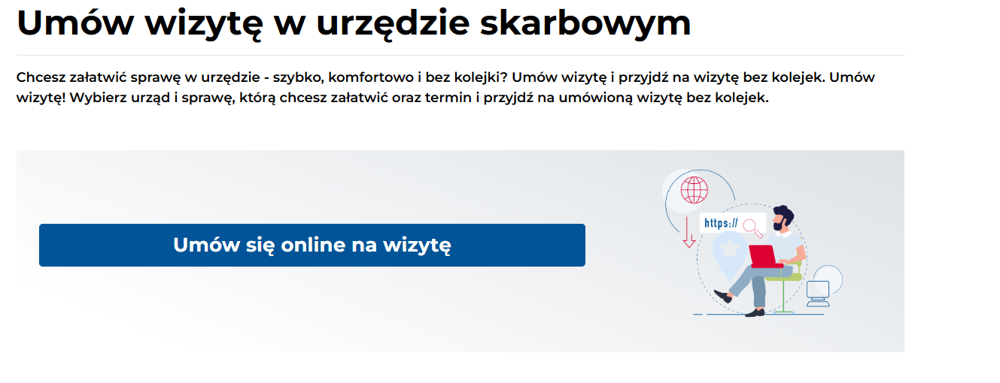 Umów wizytę w urzędzie skarbowym
Chcesz załatwić sprawę w urzędzie - szybko, komfortowo i bez kolejki? Umów wizytę i przyjdź na wizytę bez kolejek. Umów
wizytę! Wybierz urząd i sprawę, którą chcesz załatwić oraz termin i przyjdź na umówioną wizytę bez kolejek.
https://
Umów się online na wizytę